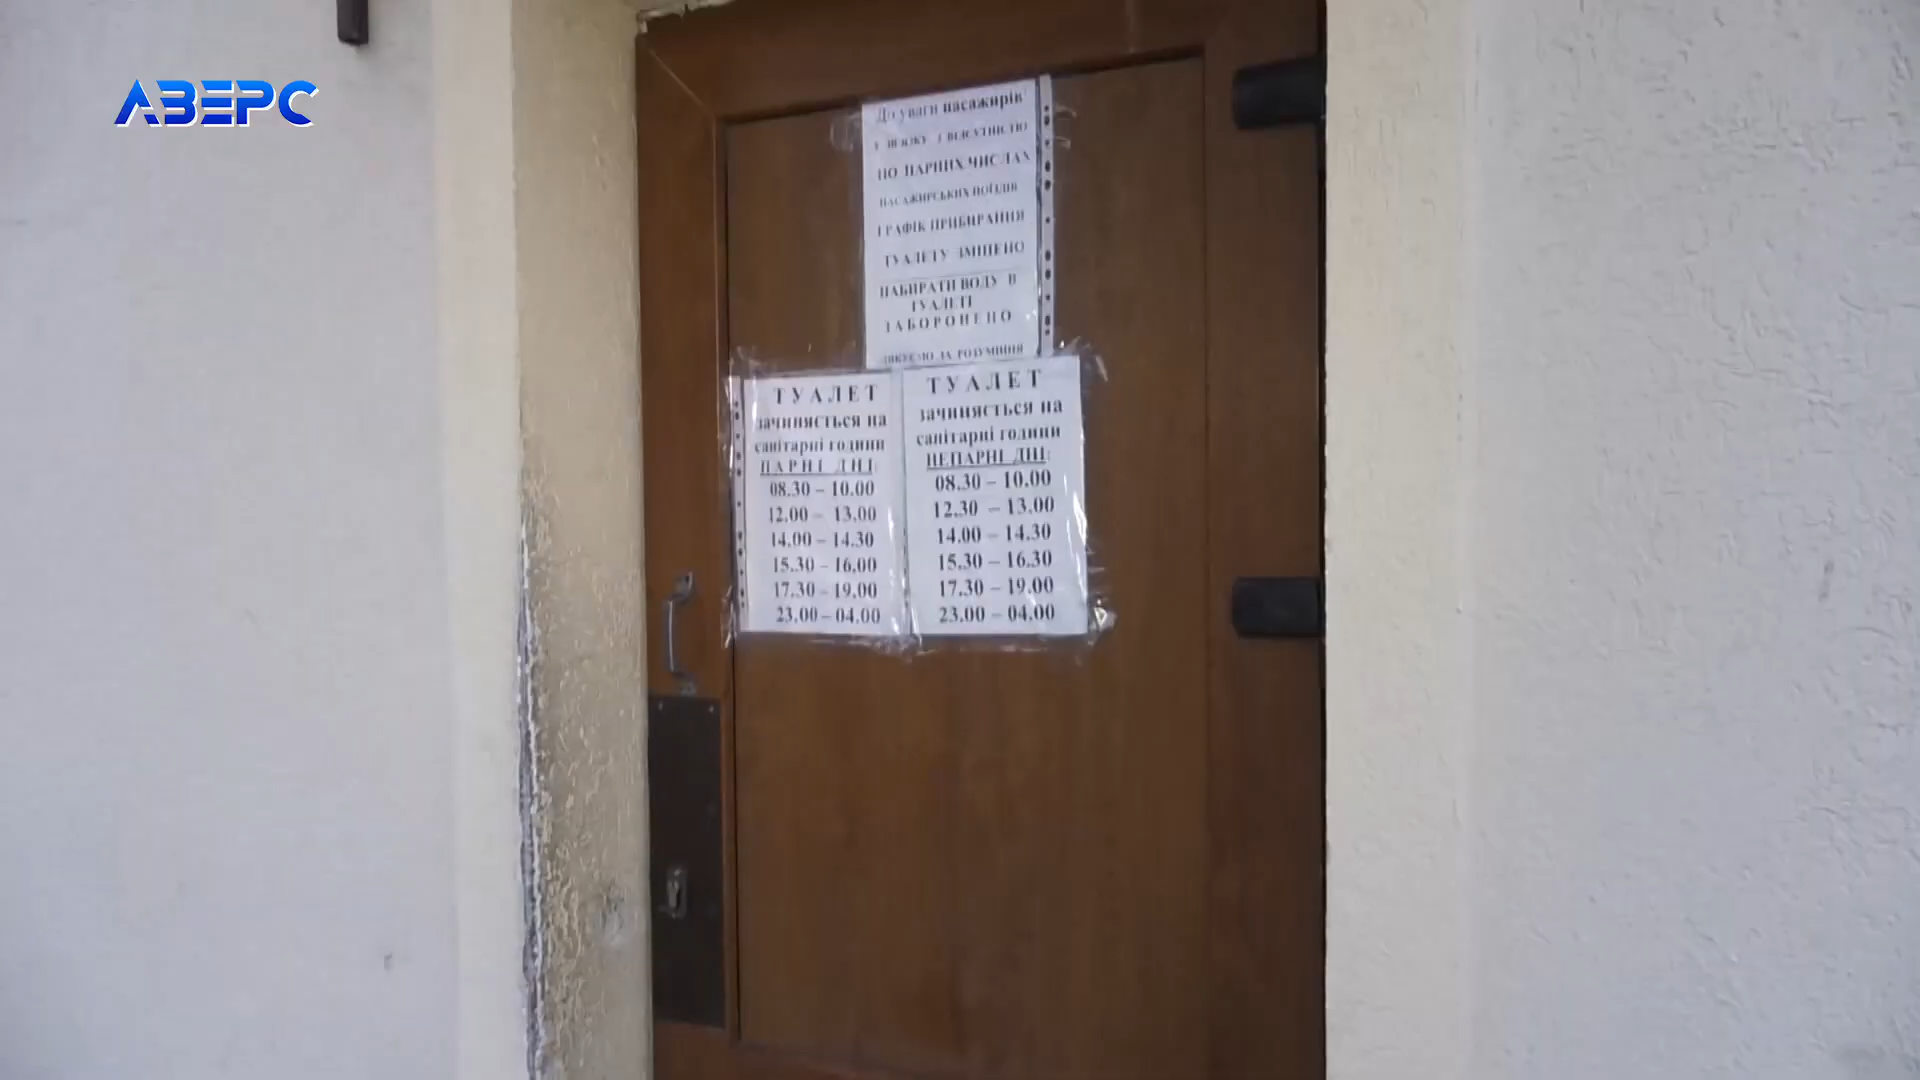 АВЕРС
До уваги пасажирів
У ЗВ'ЯЗКУ З ВІДСУТНІСТЮ
ПО ПАРНИХ ЧИСЛАХ
ПАСАЖИРСЬКИХ ПОЇЗДІВ
ГРАФІК ПРИБИРАННЯ
ТУАЛЕТУ ЗМІНЕНО
НАБИРАТИ ВОДУ В
ТУАЛЕТІ
ЗАБОРОНЕНО
ДЯКУЄМО ЗА РОЗУМІННЯ
ТУАЛЕТ
зачиняється на
санітарні години
ПАРНІ ДНІ:
08.30 – 10.00
12.00 – 13.00
14.00 – 14.30
15.30 – 16.00
17.30 – 19.00
23.00 – 04.00
ТУАЛЕТ
зачиняється на
санітарні години
НЕПАРНІ ДНІ:
08.30 – 10.00
12.30 – 13.00
14.00 – 14.30
15.30 – 16.30
17.30 – 19.00
23.00 – 04.00